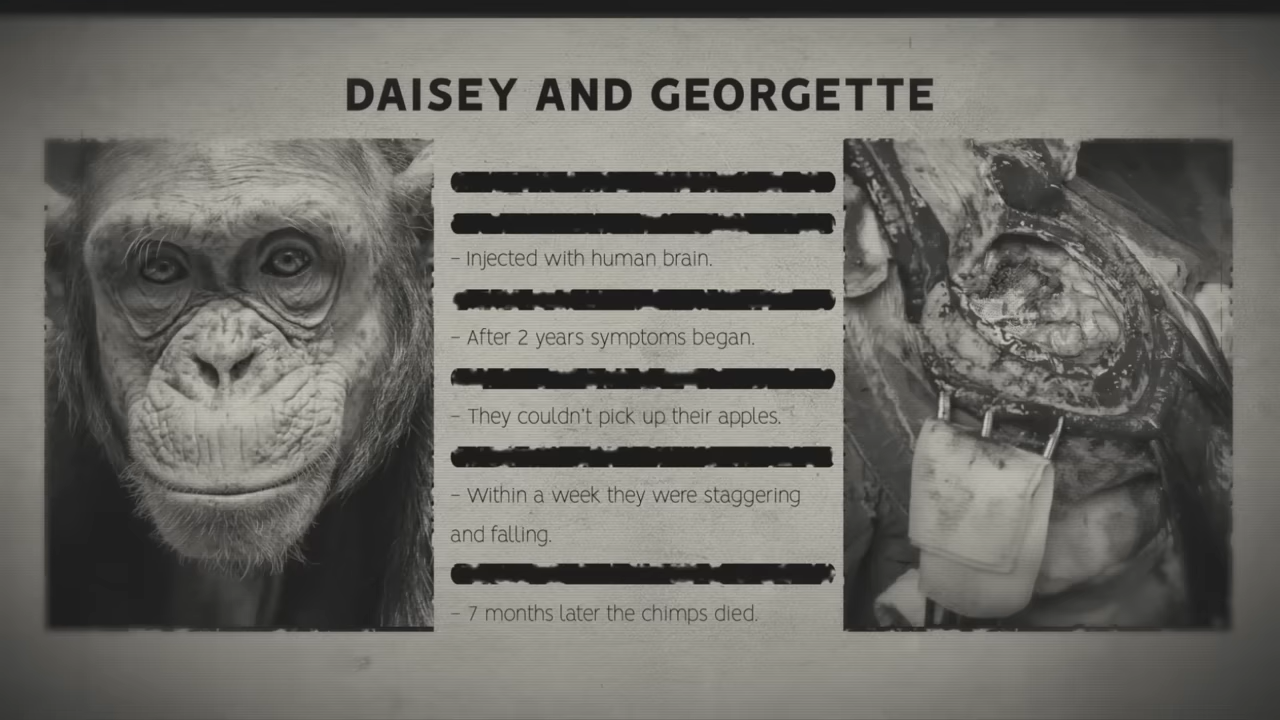 DAISEY AND GEORGETTE
– Injected with human brain.
– After 2 years symptoms began.
– They couldn't pick up their apples.
– Within a week they were staggering
and falling.
– 7 months later the chimps died.